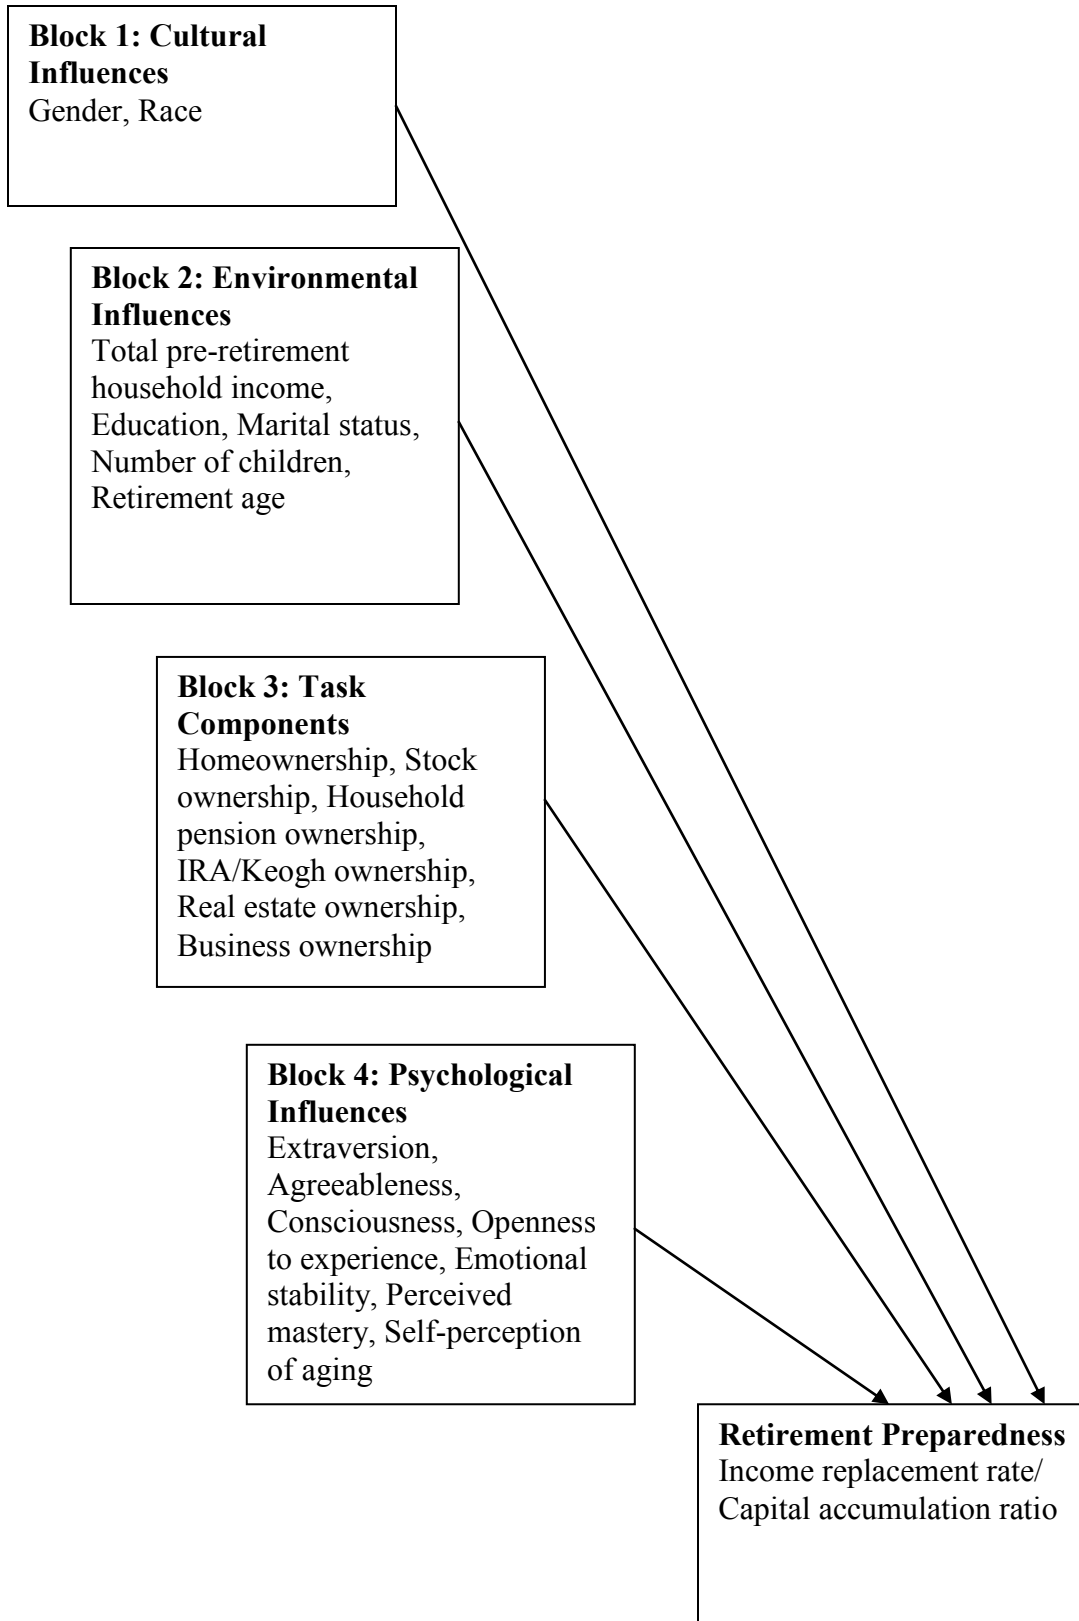 Block 1: Cultural
Influences
Gender, Race
Block 2: Environmental
Influences
Total pre-retirement
household income,
Education, Marital status,
Number of children,
Retirement age
Block 3: Task
Components
Homeownership, Stock
ownership, Household
pension ownership,
IRA/Keogh ownership,
Real estate ownership,
Business ownership
Block 4: Psychological
Influences
Extraversion,
Agreeableness,
Consciousness, Openness
to experience, Emotional
stability, Perceived
mastery, Self-perception
of aging
Retirement Preparedness
Income replacement rate/
Capital accumulation ratio